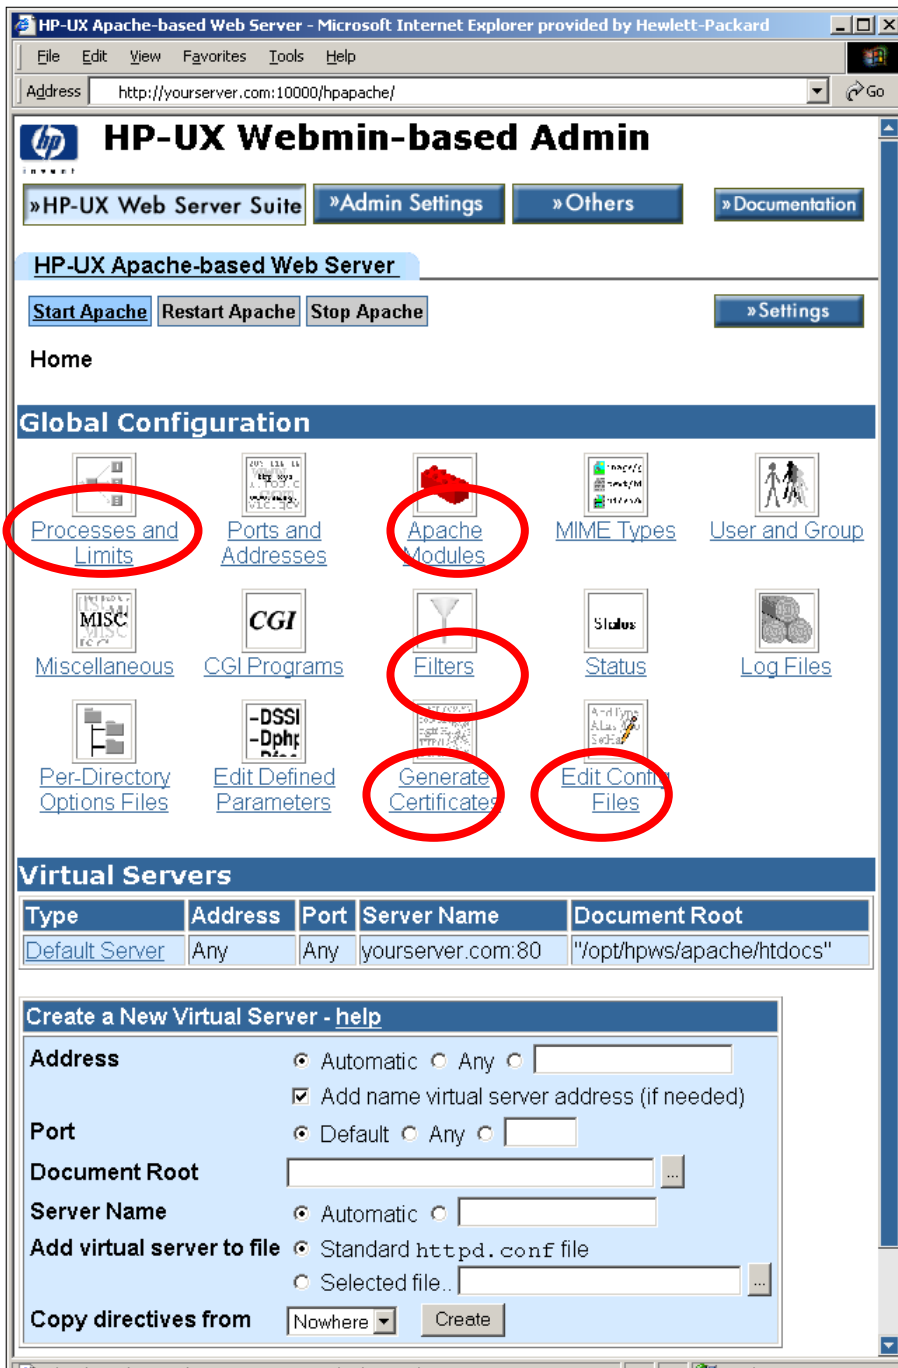 HP-UX Apache-based Web Server - Microsoft Internet Explorer provided by Hewlett-Packard
File Edit View Favorites Tools Help
Address http://yourserver.com:10000/hpapache/ Go
hp HP-UX Webmin-based Admin
invent
»HP-UX Web Server Suite »Admin Settings »Others »Documentation
HP-UX Apache-based Web Server
Start Apache Restart Apache Stop Apache »Settings
Home
Global Configuration
Processes and Limits
Ports and Addresses
Apache Modules
MIME Types
User and Group
MISC
CGI
Status
Miscellaneous CGI Programs Filters Status Log Files
-DSSI
-Dphp
Per-Directory Options Files
Edit Defined Parameters
Generate Certificates
Edit Config Files
Virtual Servers
Type Address Port Server Name Document Root
Default Server Any Any yourserver.com:80 "/opt/hpws/apache/htdocs"
Create a New Virtual Server - help
Address Automatic Any
Add name virtual server address (if needed)
Port Default Any
Document Root ...
Server Name Automatic
Add virtual server to file Standard httpd.conf file
Selected file.. ...
Copy directives from Nowhere Create